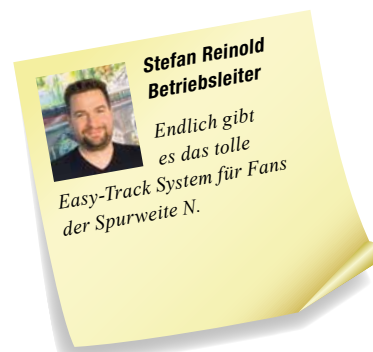 Stefan Reinold
Betriebsleiter
Endlich gibt
es das tolle
Easy-Track System für Fans
der Spurweite N.